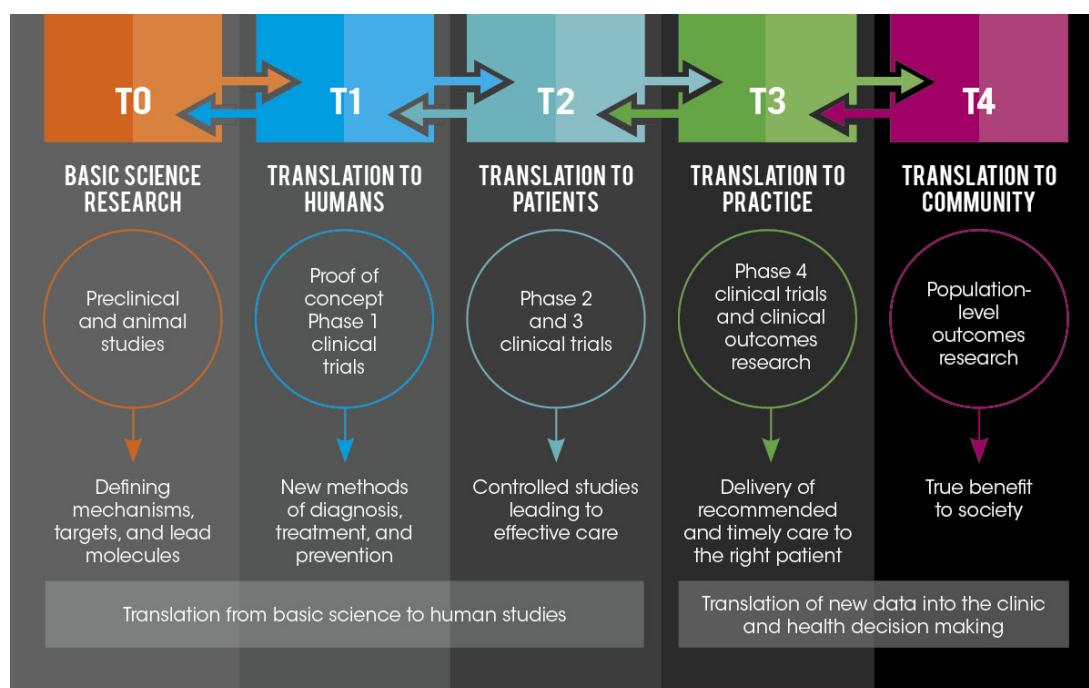 T0
T1
T2
T3
T4
BASIC SCIENCE
RESEARCH
TRANSLATION TO
HUMANS
TRANSLATION TO
PATIENTS
TRANSLATION TO
PRACTICE
TRANSLATION TO
COMMUNITY
Preclinical
and animal
studies
Proof of
concept
Phase 1
clinical
trials
Phase 2
and 3
clinical trials
Phase 4
clinical trials
and clinical
outcomes
research
Population-
level
outcomes
research
Defining
mechanisms,
targets, and lead
molecules
New methods
of diagnosis,
treatment, and
prevention
Controlled studies
leading to
effective care
Delivery of
recommended
and timely care to
the right patient
True benefit
to society
Translation from basic science to human studies
Translation of new data into the clinic
and health decision making